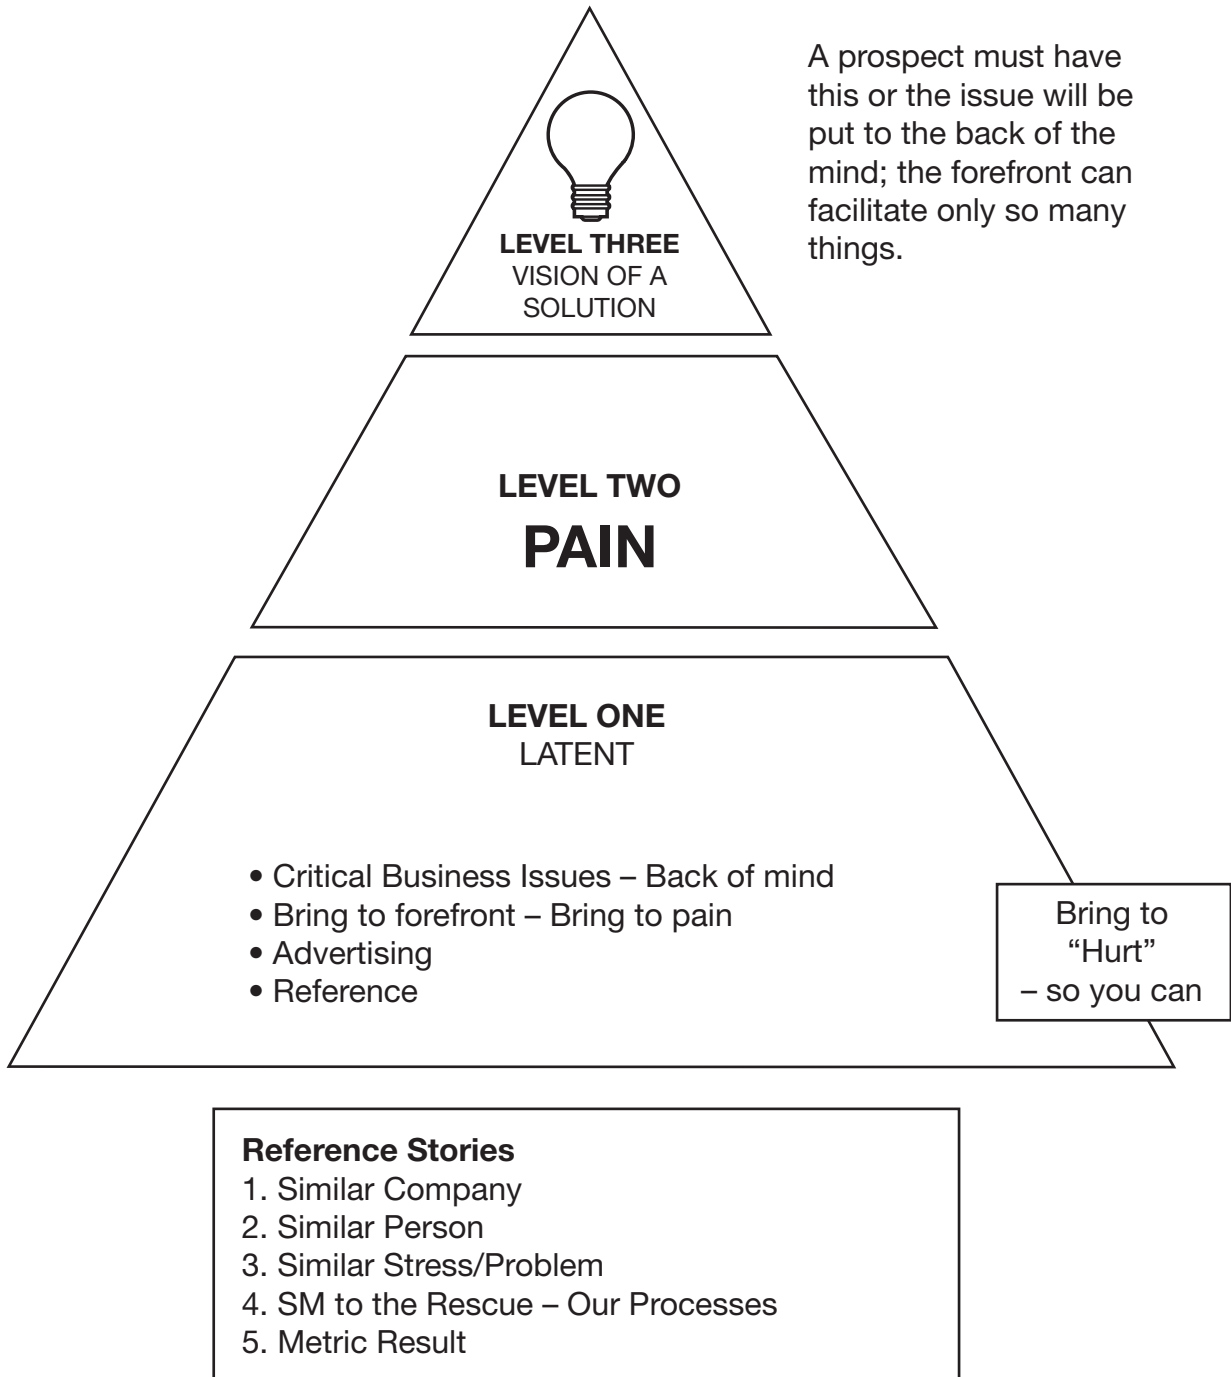 A prospect must have
this or the issue will be
put to the back of the
mind; the forefront can
facilitate only so many
things.
LEVEL THREE
VISION OF A
SOLUTION
LEVEL TWO
PAIN
LEVEL ONE
LATENT
• Critical Business Issues – Back of mind
• Bring to forefront – Bring to pain
• Advertising
• Reference
Bring to
“Hurt”
– so you can
Reference Stories
1. Similar Company
2. Similar Person
3. Similar Stress/Problem
4. SM to the Rescue – Our Processes
5. Metric Result